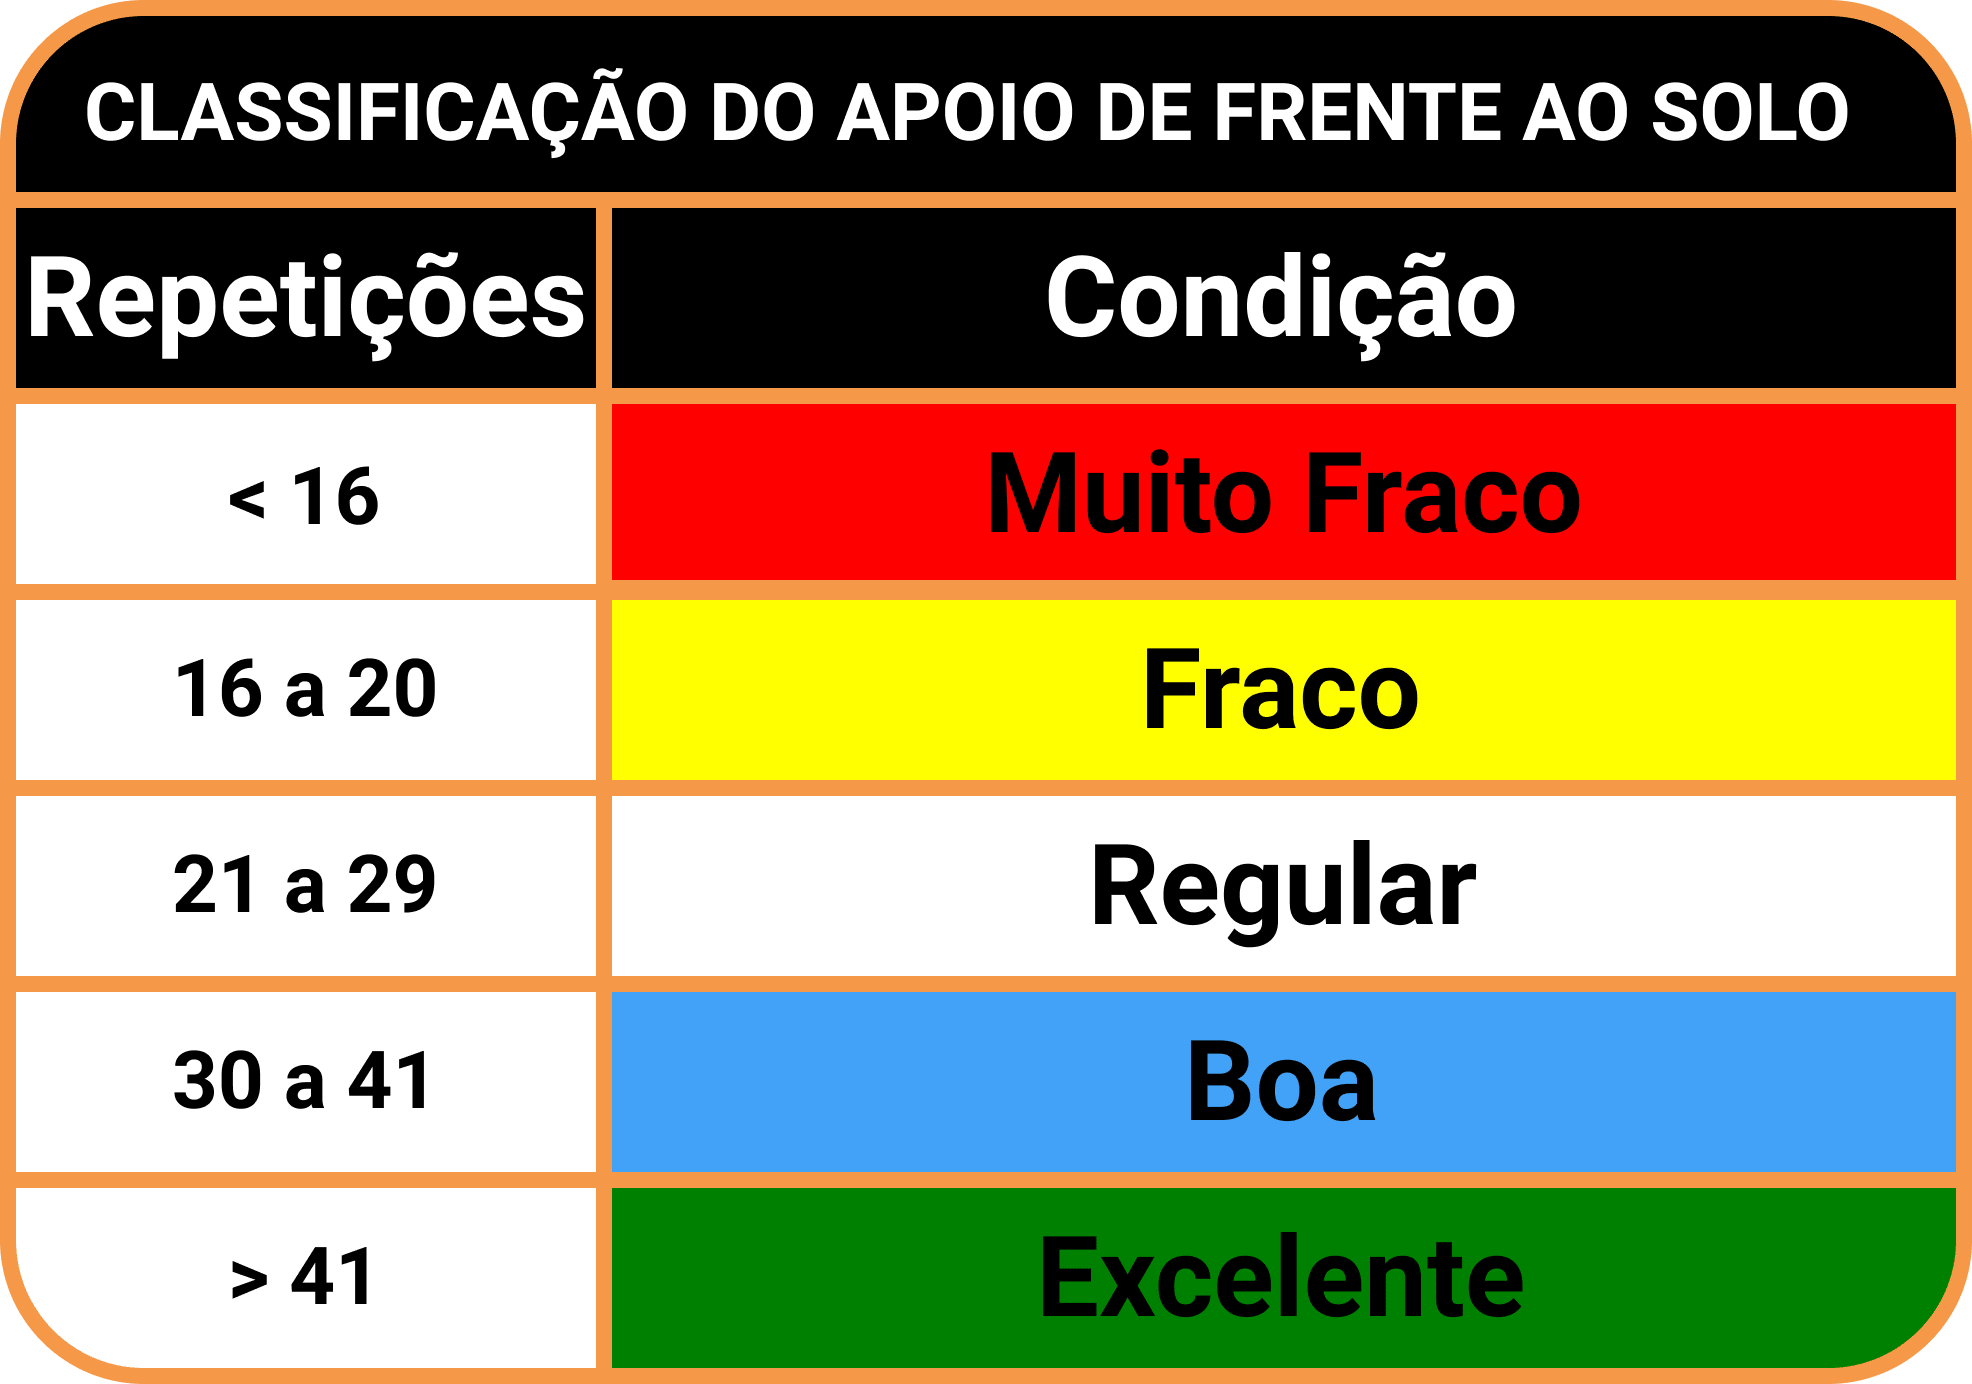 CLASSIFICAÇÃO DO APOIO DE FRENTE AO SOLO
Repetições Condição
< 16 Muito Fraco
16 a 20 Fraco
21 a 29 Regular
30 a 41 Boa
> 41 Excelente